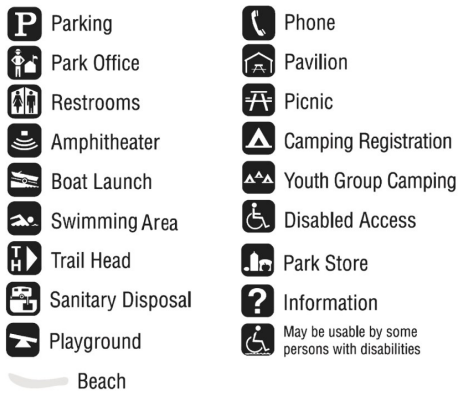 P Parking
Park Office
Restrooms
Amphitheater
Boat Launch
Swimming Area
TH Trail Head
Sanitary Disposal
Playground
Beach
Phone
Pavilion
Picnic
Camping Registration
Youth Group Camping
Disabled Access
Park Store
? Information
May be usable by some
persons with disabilities